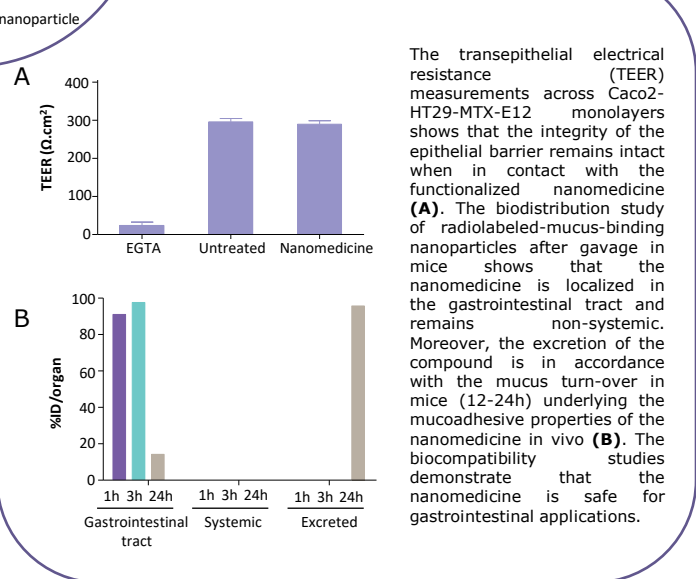 nanoparticle
A
400
300
200
100
0
TEER (Ω.cm²)
EGTA Untreated Nanomedicine
B
100
80
60
40
20
0
%ID/organ
1h 3h 24h 1h 3h 24h 1h 3h 24h
Gastrointestinal tract Systemic Excreted
The transepithelial electrical
resistance (TEER)
measurements across Caco2-
HT29-MTX-E12 monolayers
shows that the integrity of the
epithelial barrier remains intact
when in contact with the
functionalized nanomedicine
(A). The biodistribution study
of radiolabeled-mucus-binding
nanoparticles after gavage in
mice shows that the
nanomedicine is localized in
the gastrointestinal tract and
remains non-systemic.
Moreover, the excretion of the
compound is in accordance
with the mucus turn-over in
mice (12-24h) underlying the
mucoadhesive properties of the
nanomedicine in vivo (B). The
biocompatibility studies
demonstrate that the
nanomedicine is safe for
gastrointestinal applications.